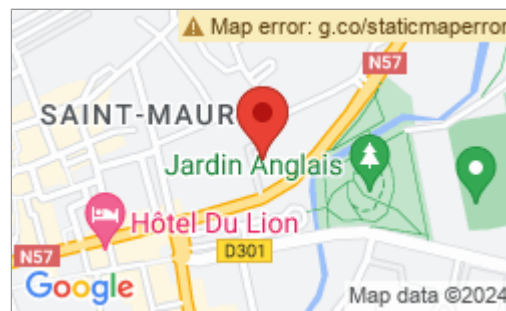 Map error: g.co/staticmaperror
N57
SAINT-MAUR
Jardin Anglais
Hôtel Du Lion
N57
D301
Google
Map data ©2024